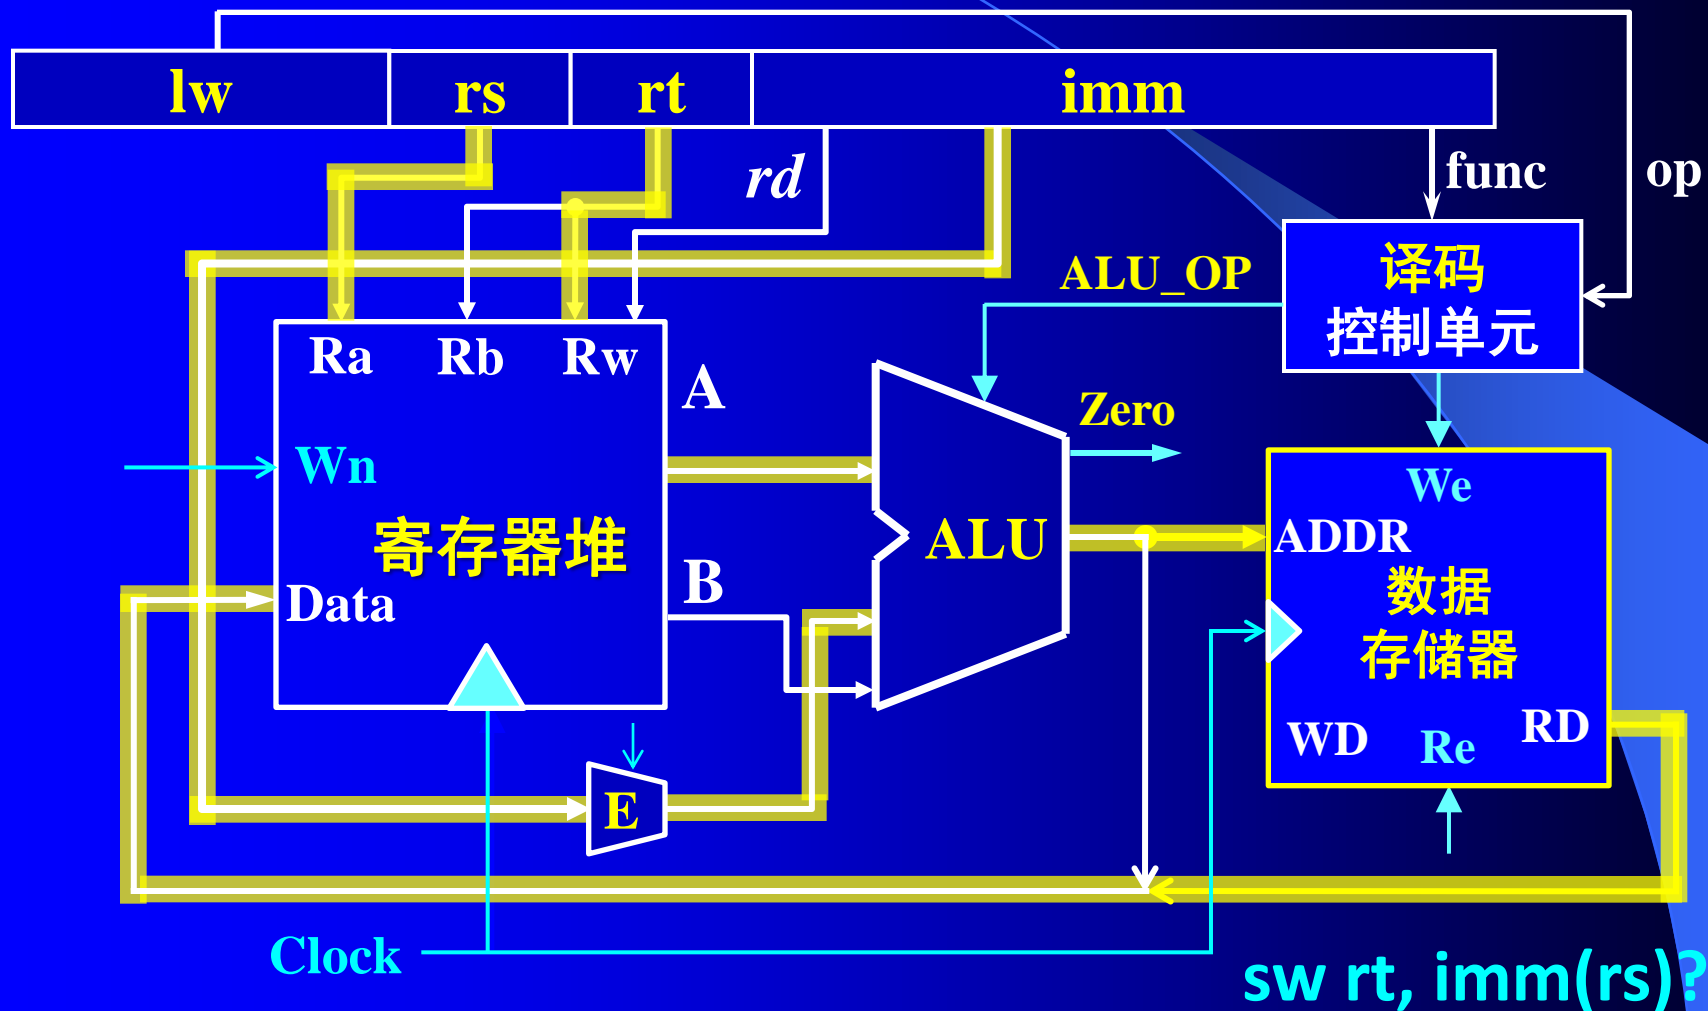 lw rs rt imm
rd
func
op
译码
控制单元
ALU_OP
Ra Rb Rw
A
Zero
Wn
We
寄存器堆
ALU
ADDR
Data
B
数据
存储器
WD Re RD
E
Clock
sw rt, imm(rs)?